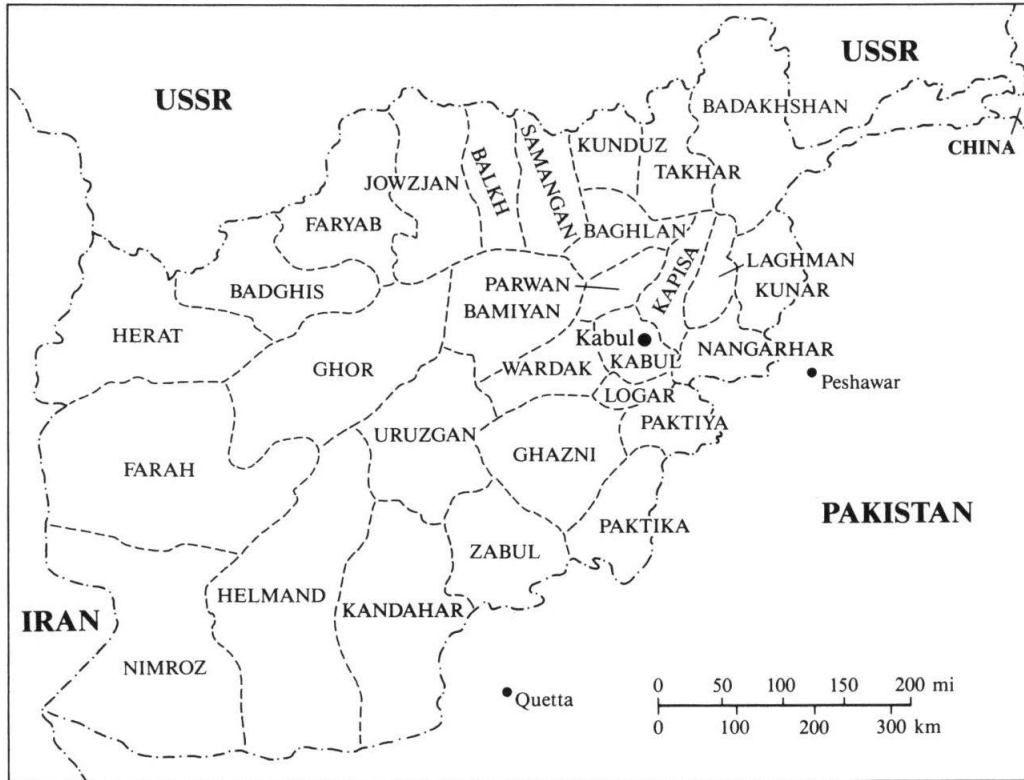 USSR
USSR
BADAKHSHAN
CHINA
KUNDUZ
TAKHAR
SAMANGAN
BALKH
JOWZJAN
FARYAB
BAGHLAN
LAGHMAN
KUNAR
KAPISA
PARWAN
BAMIYAN
BADGHIS
HERAT
Kabul
KABUL
NANGARHAR
GHOR
WARDAK
Peshawar
LOGAR
PAKTIYA
URUZGAN
GHAZNI
FARAH
PAKTIKA
PAKISTAN
ZABUL
HELMAND
KANDAHAR
IRAN
NIMROZ
Quetta
0 50 100 150 200 mi
0 100 200 300 km